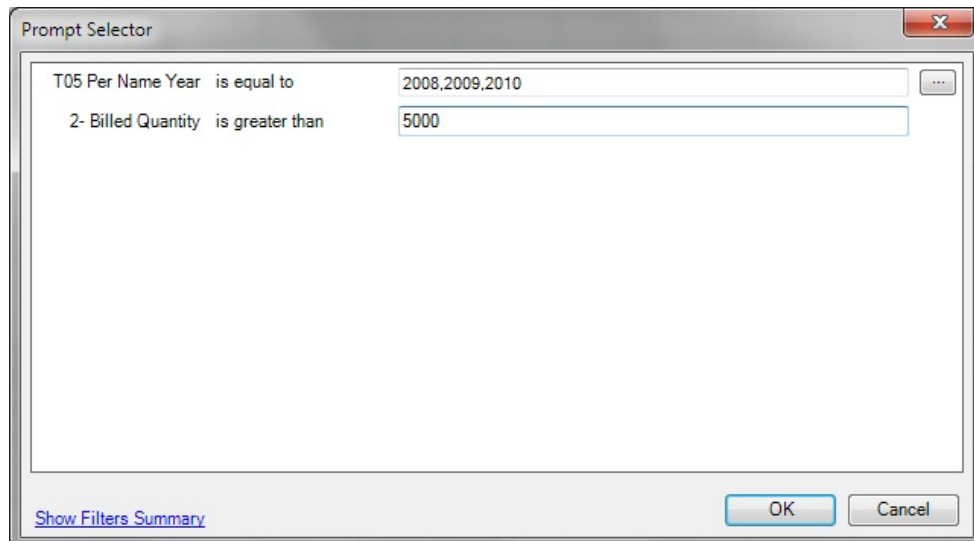 Prompt Selector
T05 Per Name Year is equal to 2008,2009,2010 ...
2- Billed Quantity is greater than 5000
Show Filters Summary OK Cancel